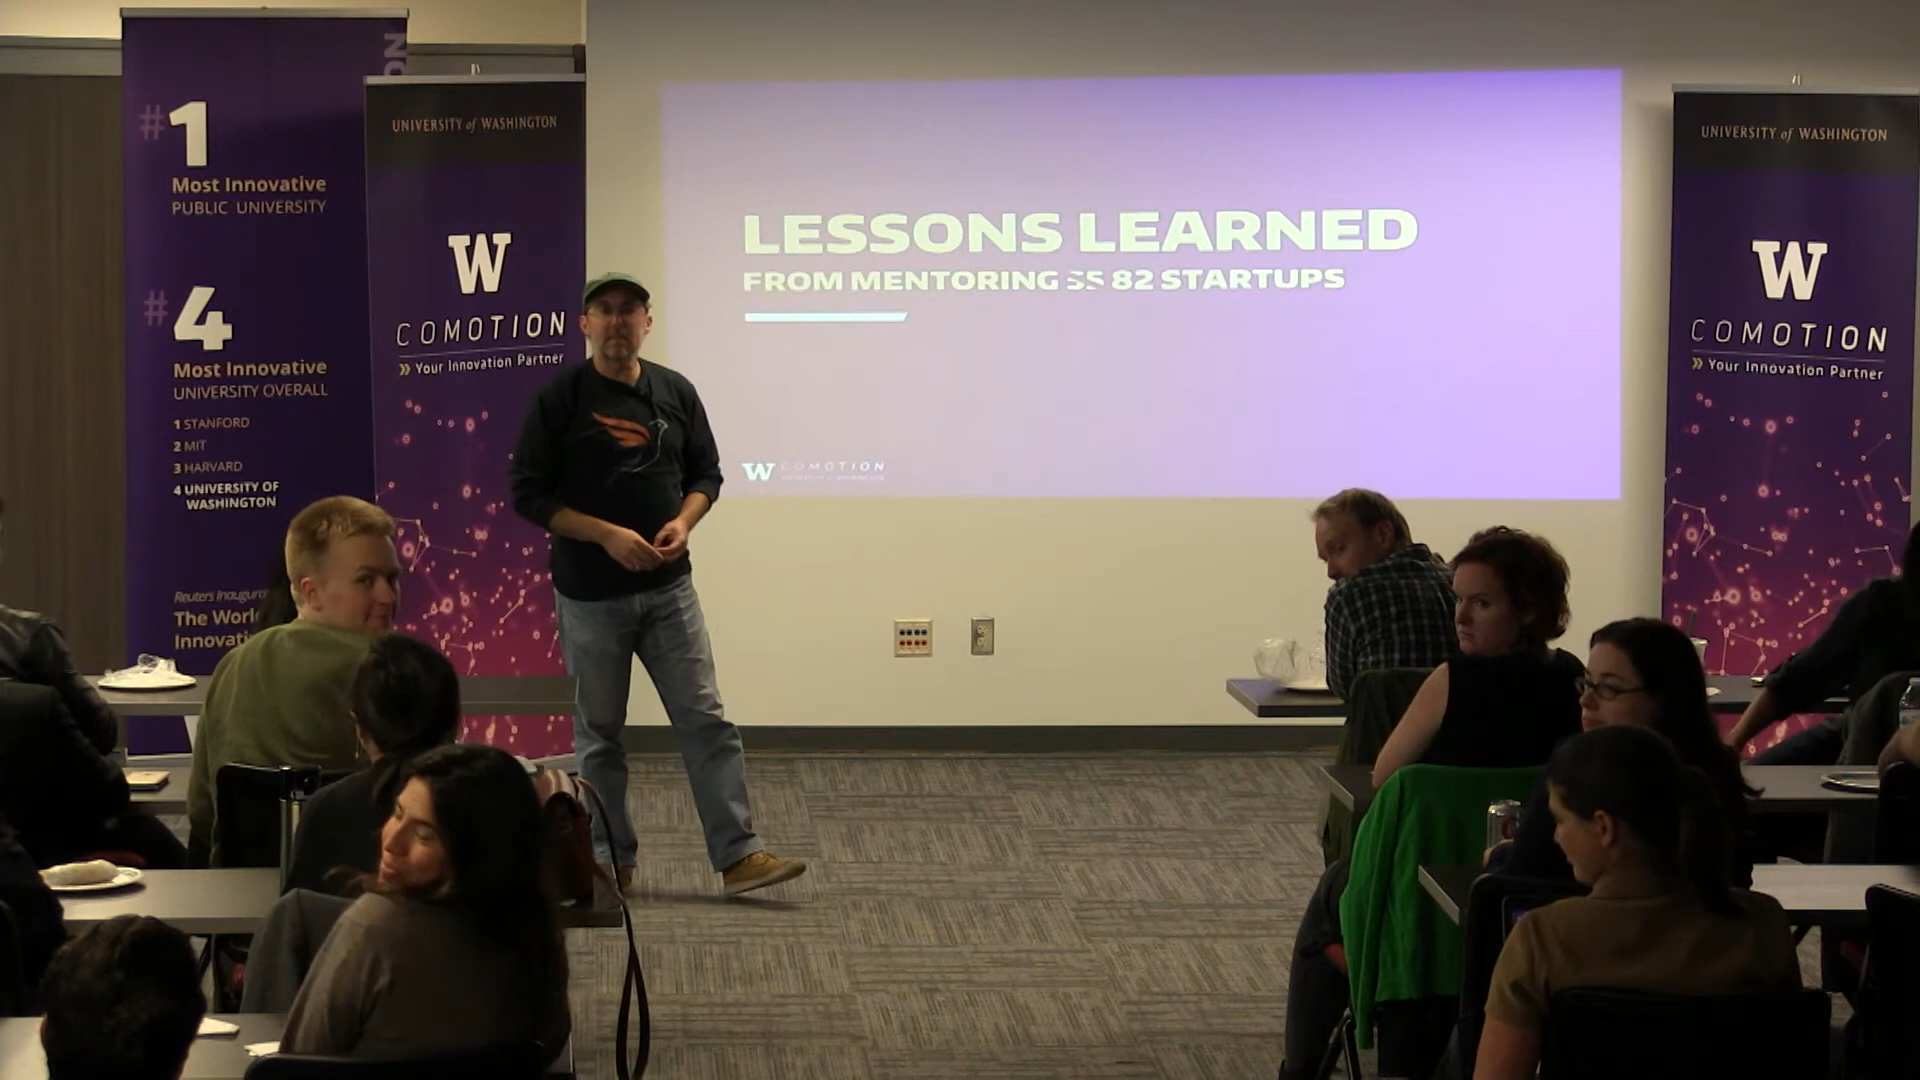 #1
Most Innovative
PUBLIC UNIVERSITY
#4
Most Innovative
UNIVERSITY OVERALL
1 STANFORD
2 MIT
3 HARVARD
4 UNIVERSITY OF
WASHINGTON
Reuters
The
UNIVERSITY of WASHINGTON
W
COMOTION
» Your Innovation Partner
LESSONS LEARNED
FROM MENTORING 55 82 STARTUPS
W COMOTION
UNIVERSITY of WASHINGTON
W
COMOTION
» Your Innovation Partner